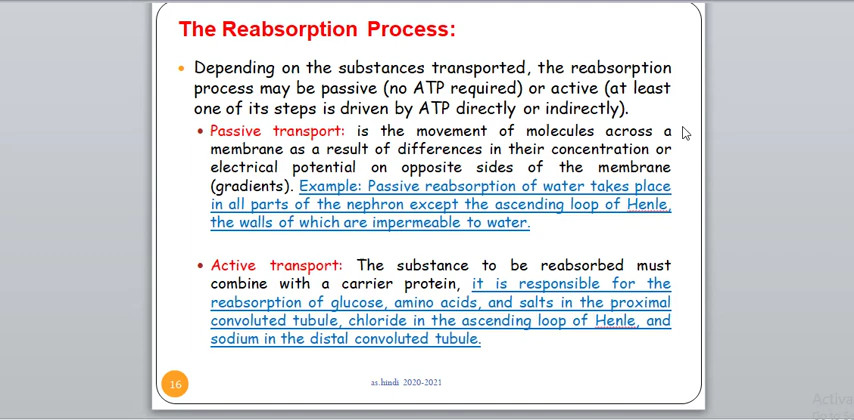 The Reabsorption Process:
Depending on the substances transported, the reabsorption
process may be passive (no ATP required) or active (at least
one of its steps is driven by ATP directly or indirectly).
Passive transport: is the movement of molecules across a
membrane as a result of differences in their concentration or
electrical potential on opposite sides of the membrane
(gradients). Example: Passive reabsorption of water takes place
in all parts of the nephron except the ascending loop of Henle,
the walls of which are impermeable to water.
Active transport: The substance to be reabsorbed must
combine with a carrier protein, it is responsible for the
reabsorption of glucose, amino acids, and salts in the proximal
convoluted tubule, chloride in the ascending loop of Henle, and
sodium in the distal convoluted tubule.
16
as.hindi 2020-2021
Activa